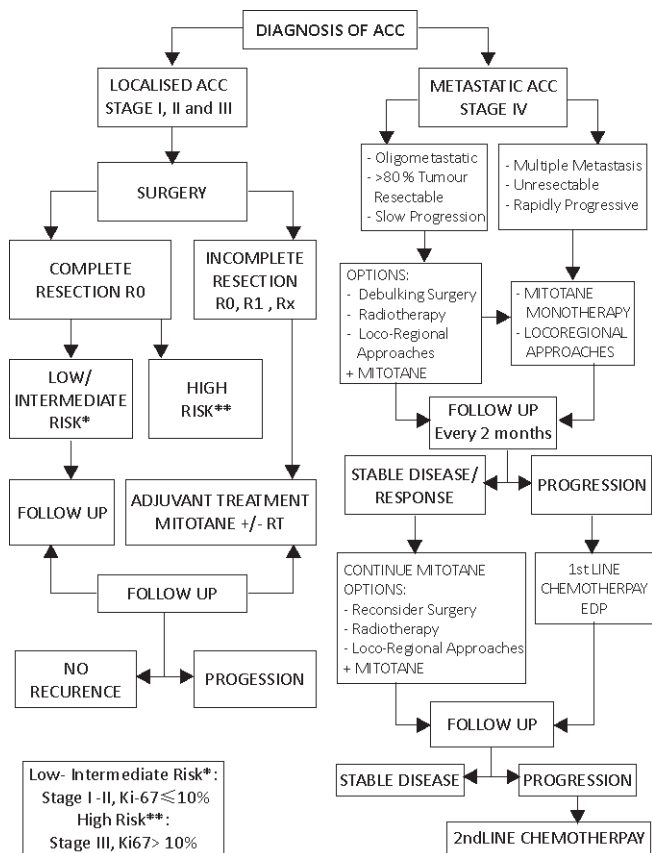 DIAGNOSIS OF ACC
LOCALISED ACC
STAGE I, II and III
SURGERY
COMPLETE
RESECTION R0
INCOMPLETE
RESECTION
R0, R1 , Rx
LOW/
INTERMEDIATE
RISK*
HIGH
RISK**
FOLLOW UP
ADJUVANT TREATMENT
MITOTANE +/- RT
FOLLOW UP
NO
RECURENCE
PROGESSION
Low- Intermediate Risk*:
Stage I -II, Ki-67≤10%
High Risk**:
Stage III, Ki67> 10%
METASTATIC ACC
STAGE IV
- Oligometastatic
- >80 % Tumour
Resectable
- Slow Progression
- Multiple Metastasis
- Unresectable
- Rapidly Progressive
OPTIONS:
- Debulking Surgery
- Radiotherapy
- Loco-Regional
Approaches
+ MITOTANE
- MITOTANE
MONOTHERAPY
- LOCOREGIONAL
APPROACHES
FOLLOW UP
Every 2 months
STABLE DISEASE/
RESPONSE
PROGRESSION
CONTINUE MITOTANE
OPTIONS:
- Reconsider Surgery
- Radiotherapy
- Loco-Regional Approaches
+ MITOTANE
1st LINE
CHEMOTHERPAY
EDP
FOLLOW UP
STABLE DISEASE
PROGRESSION
2ndLINE CHEMOTHERPAY